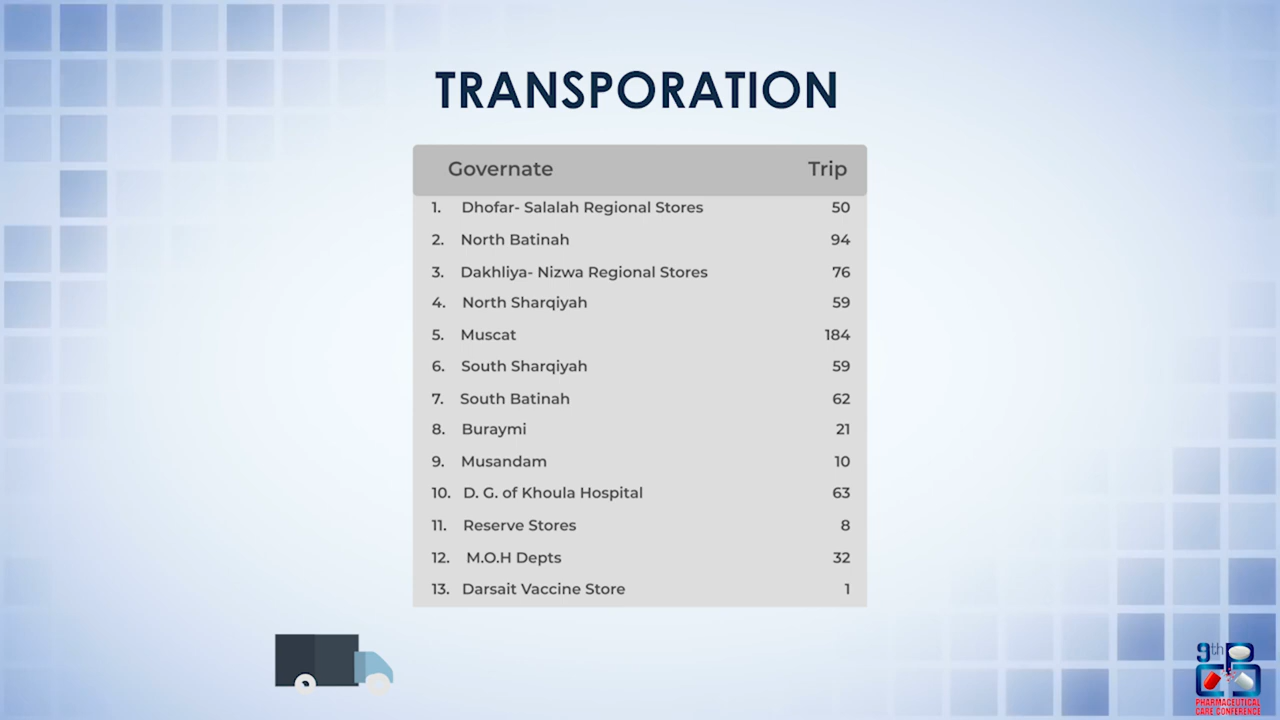 TRANSPORATION
Governate Trip
1. Dhofar- Salalah Regional Stores 50
2. North Batinah 94
3. Dakhliya- Nizwa Regional Stores 76
4. North Sharqiyah 59
5. Muscat 184
6. South Sharqiyah 59
7. South Batinah 62
8. Buraymi 21
9. Musandam 10
10. D. G. of Khoula Hospital 63
11. Reserve Stores 8
12. M.O.H Depts 32
13. Darsait Vaccine Store 1
9th
PHARMACEUTICAL
CARE CONFERENCE